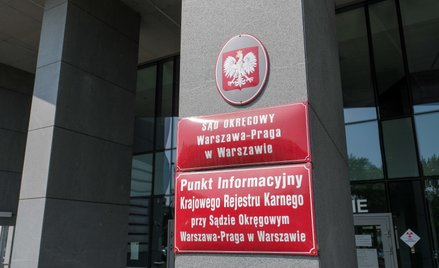 SĄD OKRĘGOWY
Warszawa-Praga
w Warszawie
Punkt Informacyjny
Krajowego Rejestru Karnego
przy Sądzie Okręgowym
Warszawa-Praga w Warszawie